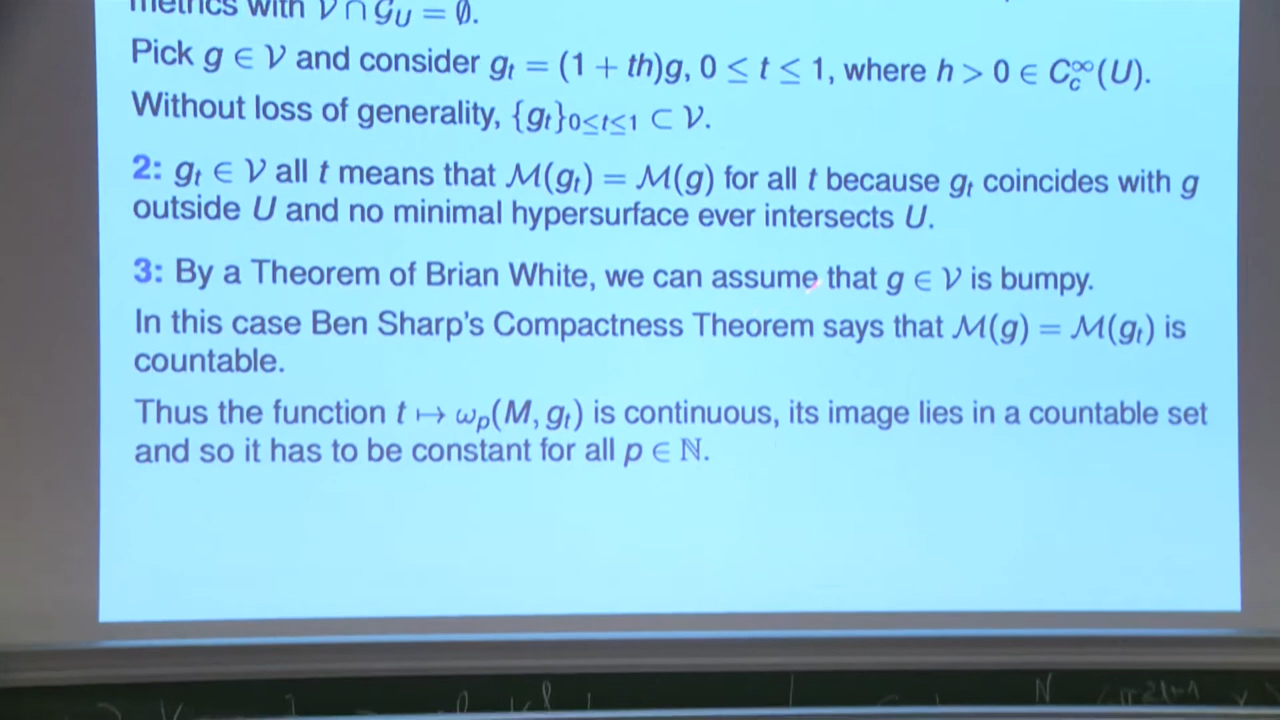 metrics with 𝒱 ∩ 𝒢_U = ∅.
Pick g ∈ 𝒱 and consider g_t = (1 + th)g, 0 ≤ t ≤ 1, where h > 0 ∈ C_c^∞(U).
Without loss of generality, {g_t}_{0≤t≤1} ⊂ 𝒱.
2: g_t ∈ 𝒱 all t means that ℳ(g_t) = ℳ(g) for all t because g_t coincides with g
outside U and no minimal hypersurface ever intersects U.
3: By a Theorem of Brian White, we can assume that g ∈ 𝒱 is bumpy.
In this case Ben Sharp's Compactness Theorem says that ℳ(g) = ℳ(g_t) is
countable.
Thus the function t ↦ ω_p(M, g_t) is continuous, its image lies in a countable set
and so it has to be constant for all p ∈ ℕ.
N